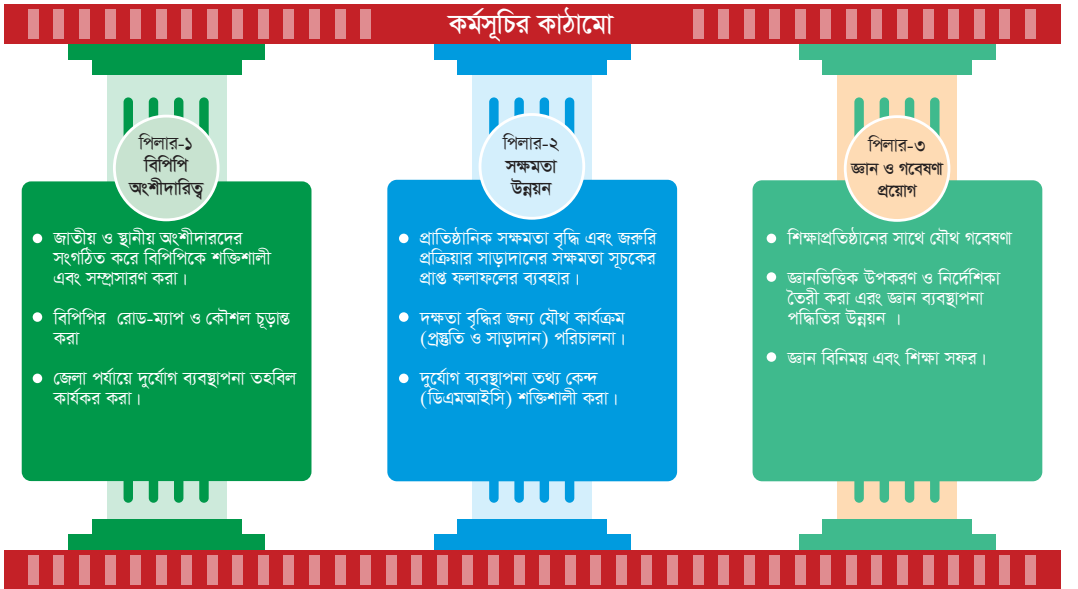 কর্মসূচির কাঠামো
পিলার-১
বিপিপি
অংশীদারিত্ব
জাতীয় ও স্থানীয় অংশীদারদের
সংগঠিত করে বিপিপিকে শক্তিশালী
এবং সম্প্রসারণ করা।
বিপিপির রোড-ম্যাপ ও কৌশল চূড়ান্ত
করা
জেলা পর্যায়ে দুর্যোগ ব্যবস্থাপনা তহবিল
কার্যকর করা।
পিলার-২
সক্ষমতা
উন্নয়ন
প্রাতিষ্ঠানিক সক্ষমতা বৃদ্ধি এবং জরুরি
প্রক্রিয়ার সাড়াদানের সক্ষমতা সূচকের
প্রাপ্ত ফলাফলের ব্যবহার।
দক্ষতা বৃদ্ধির জন্য যৌথ কার্যক্রম
(প্রস্তুতি ও সাড়াদান) পরিচালনা।
দুর্যোগ ব্যবস্থাপনা তথ্য কেন্দ
(ডিএমআইসি) শক্তিশালী করা।
পিলার-৩
জ্ঞান ও গবেষণা
প্রয়োগ
শিক্ষাপ্রতিষ্ঠানের সাথে যৌথ গবেষণা
জ্ঞানভিত্তিক উপকরণ ও নির্দেশিকা
তৈরী করা এরং জ্ঞান ব্যবস্থাপনা
পদ্ধিতির উন্নয়ন ।
জ্ঞান বিনিময় এবং শিক্ষা সফর।